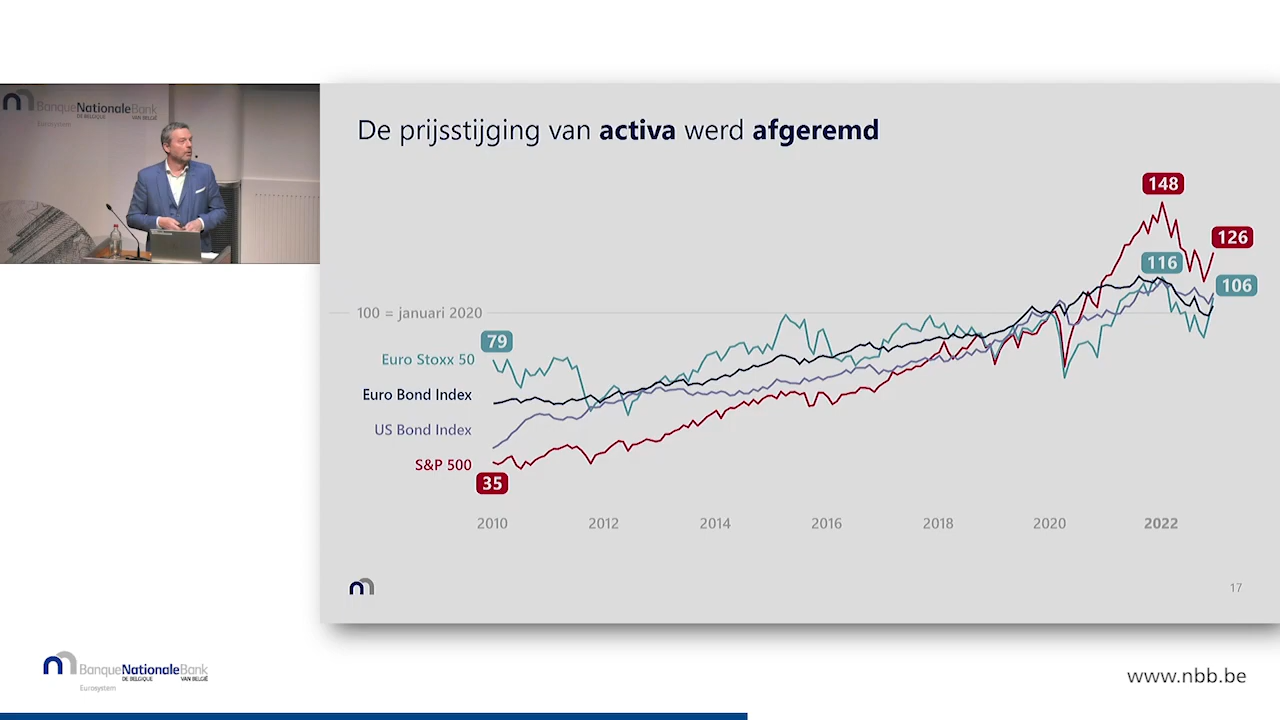 BanqueNationaleBank
DE BELGIQUE VAN BELGIË
Eurosystem
De prijsstijging van activa werd afgeremd
148
126
116
106
100 = januari 2020
79
Euro Stoxx 50
Euro Bond Index
US Bond Index
S&P 500
35
2010 2012 2014 2016 2018 2020 2022
17
BanqueNationaleBank
DE BELGIQUE VAN BELGIË
Eurosystem
www.nbb.be